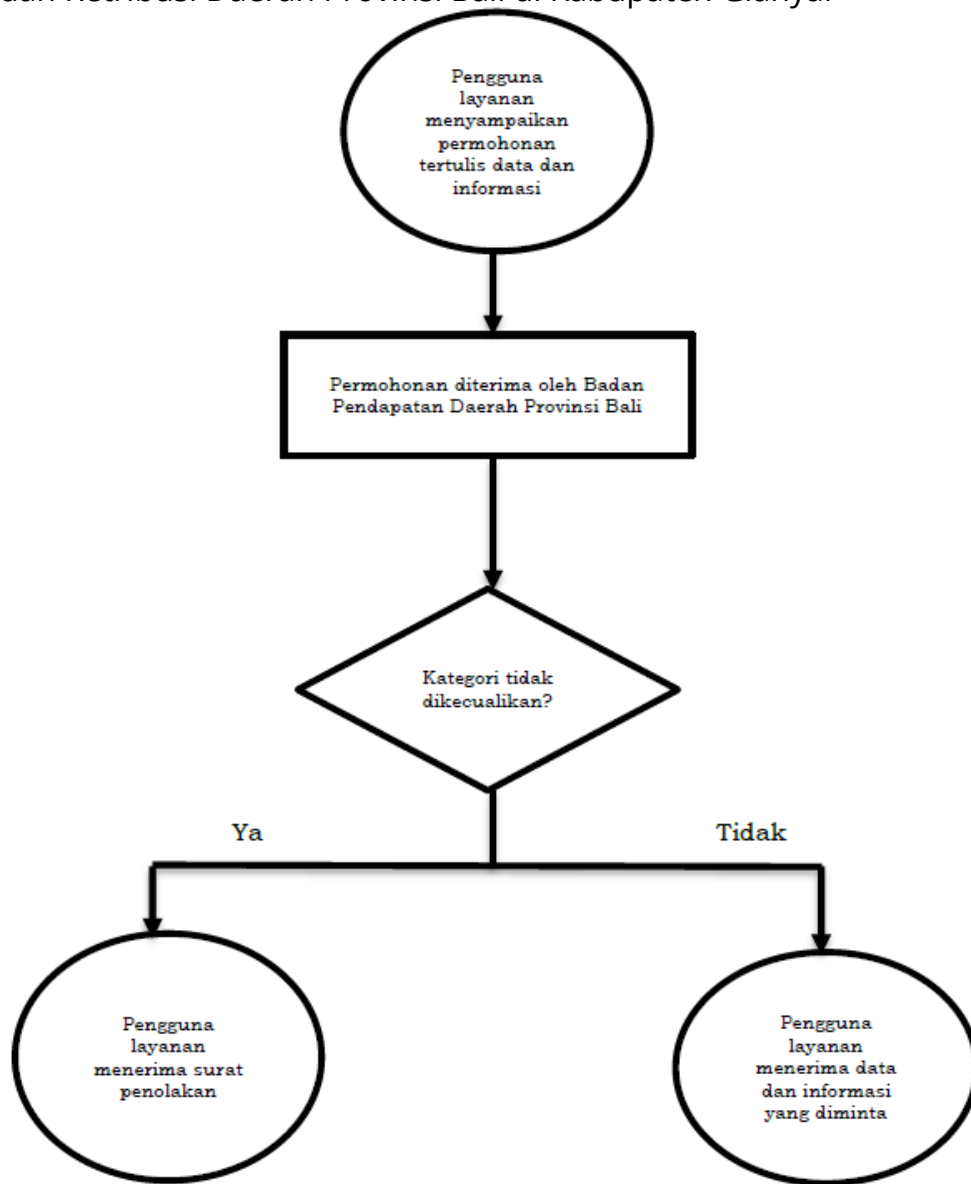 dan Retribusi Daerah Provinsi Bali di Kabupaten Gianyar
Pengguna
layanan
menyampaikan
permohonan
tertulis data dan
informasi
Permohonan diterima oleh Badan
Pendapatan Daerah Provinsi Bali
Kategori tidak
dikecualikan?
Ya
Tidak
Pengguna
layanan
menerima surat
penolakan
Pengguna
layanan
menerima data
dan informasi
yang diminta